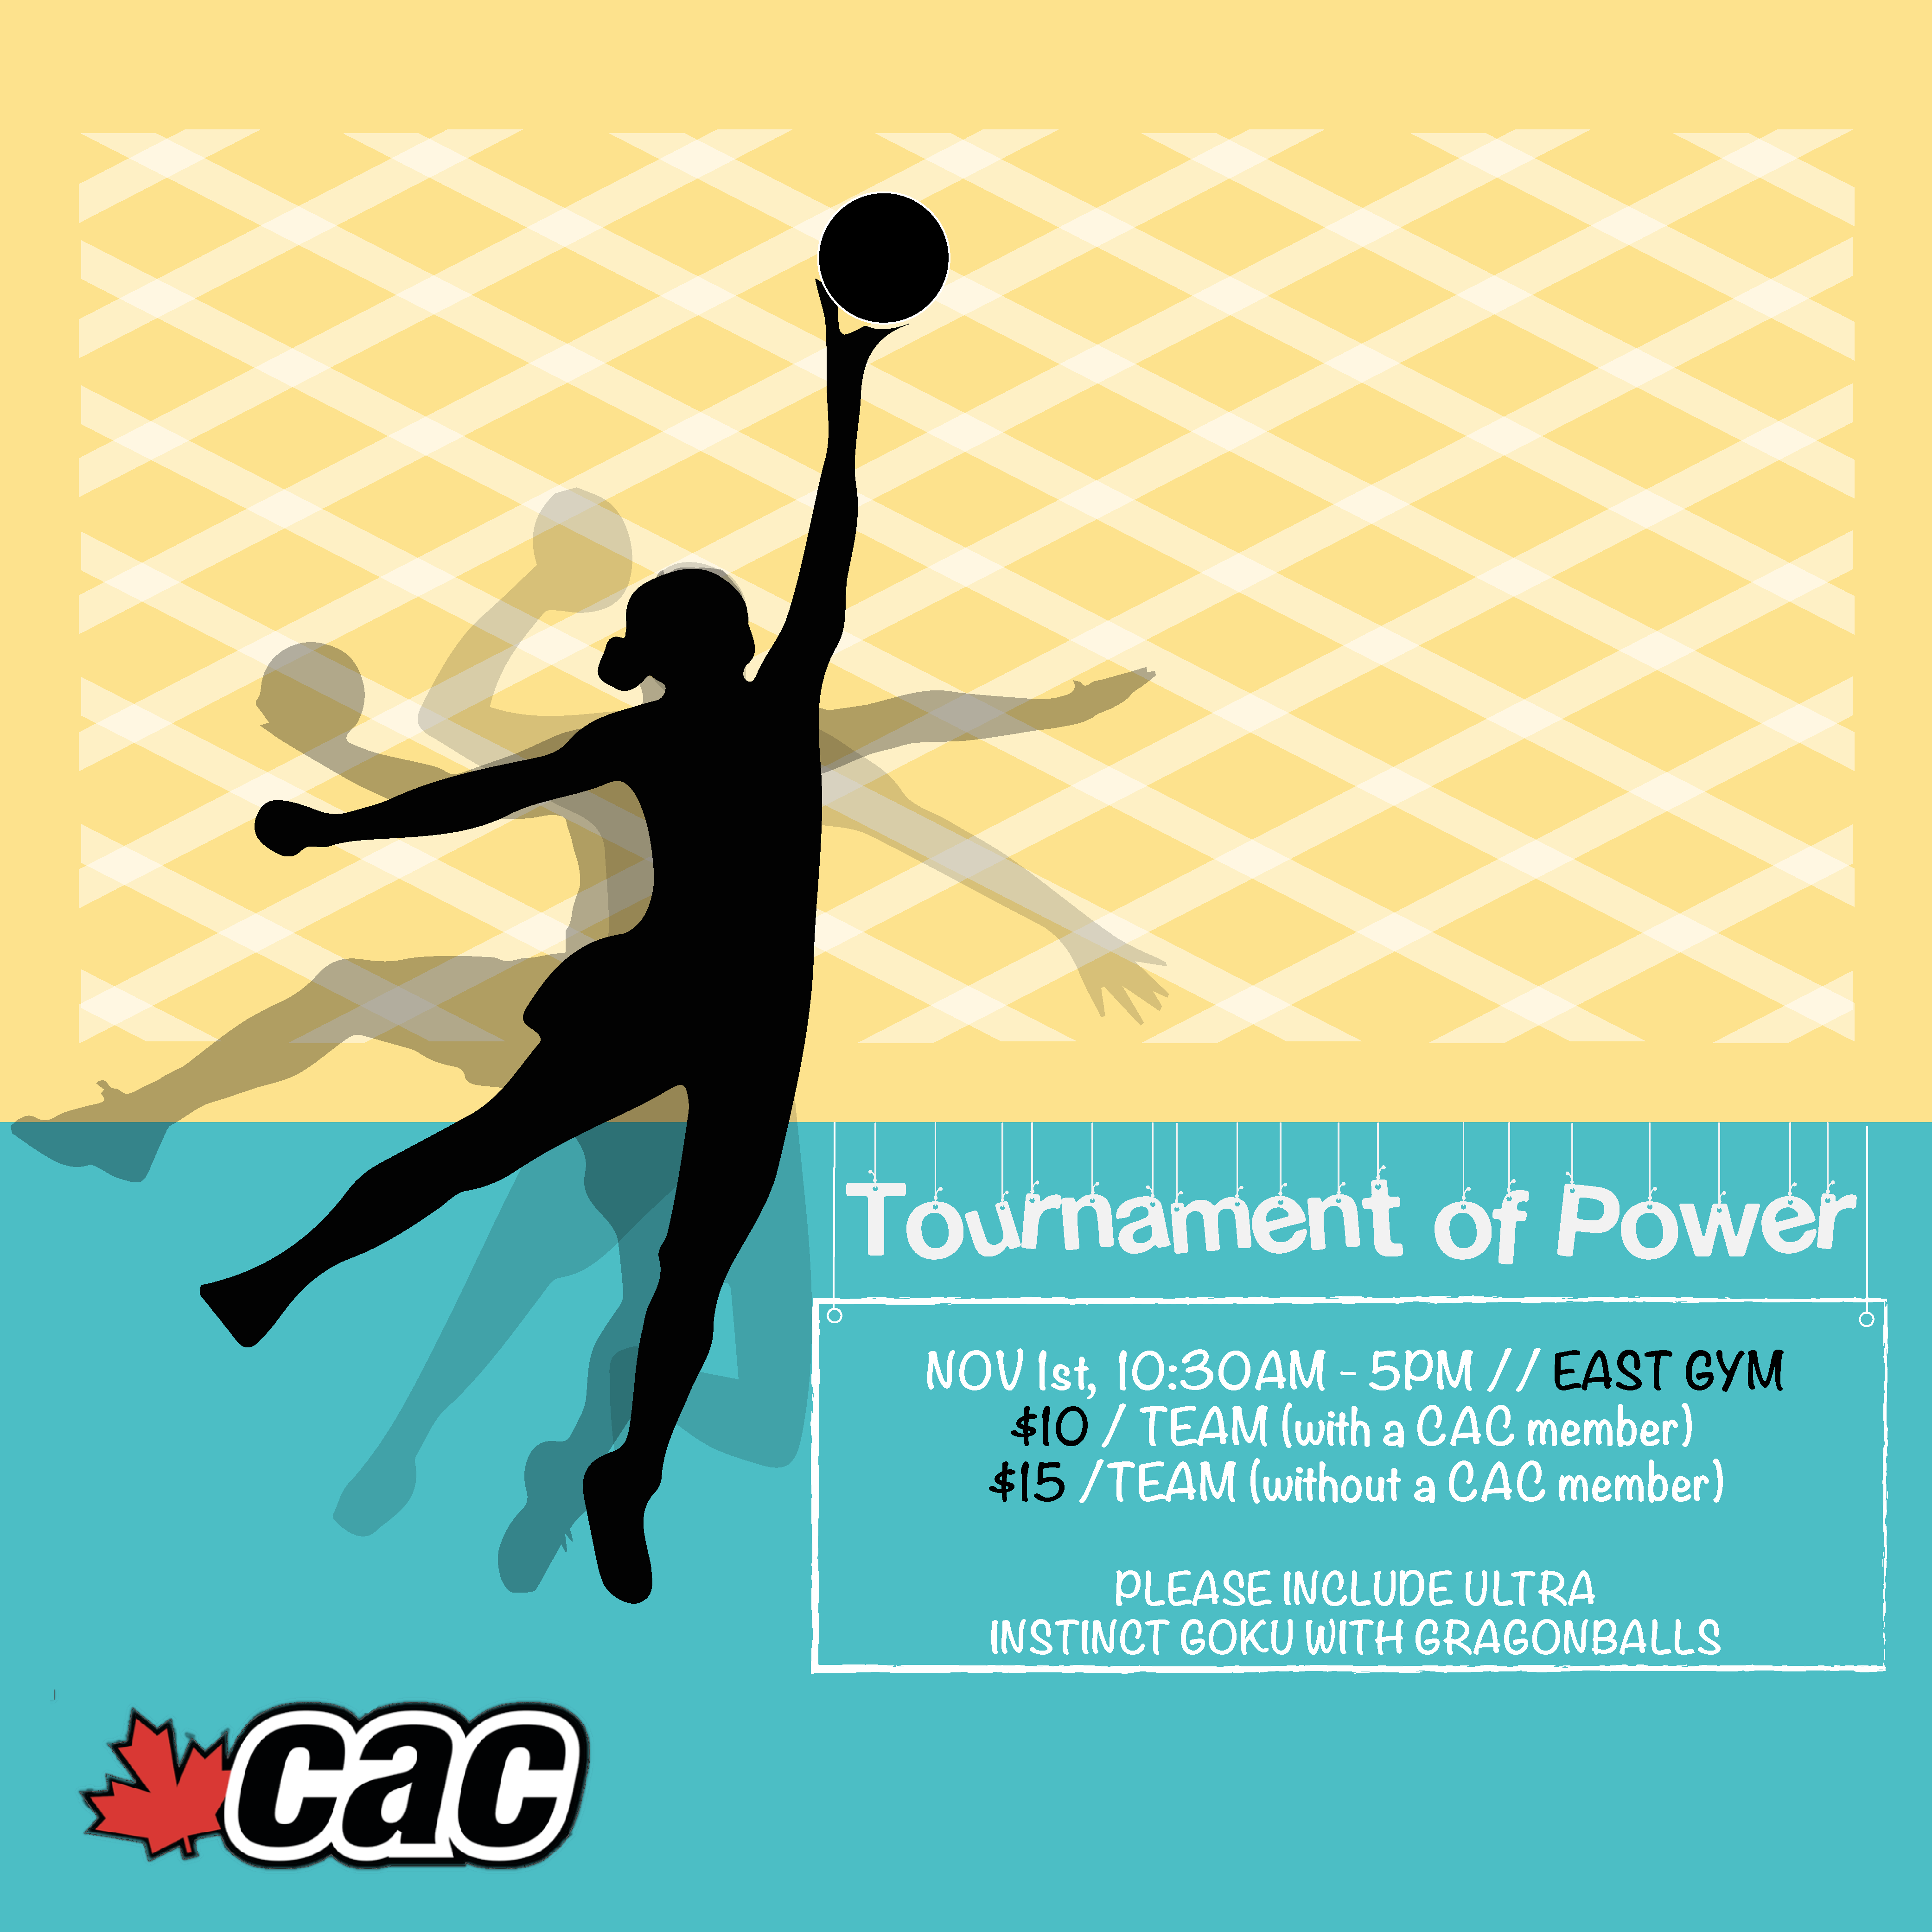 Tournament of Power
NOV 1st, 10:30AM - 5PM // EAST GYM
$10 / TEAM (with a CAC member)
$15 /TEAM (without a CAC member)
PLEASE INCLUDE ULTRA
INSTINCT GOKU WITH GRAGONBALLS
cac